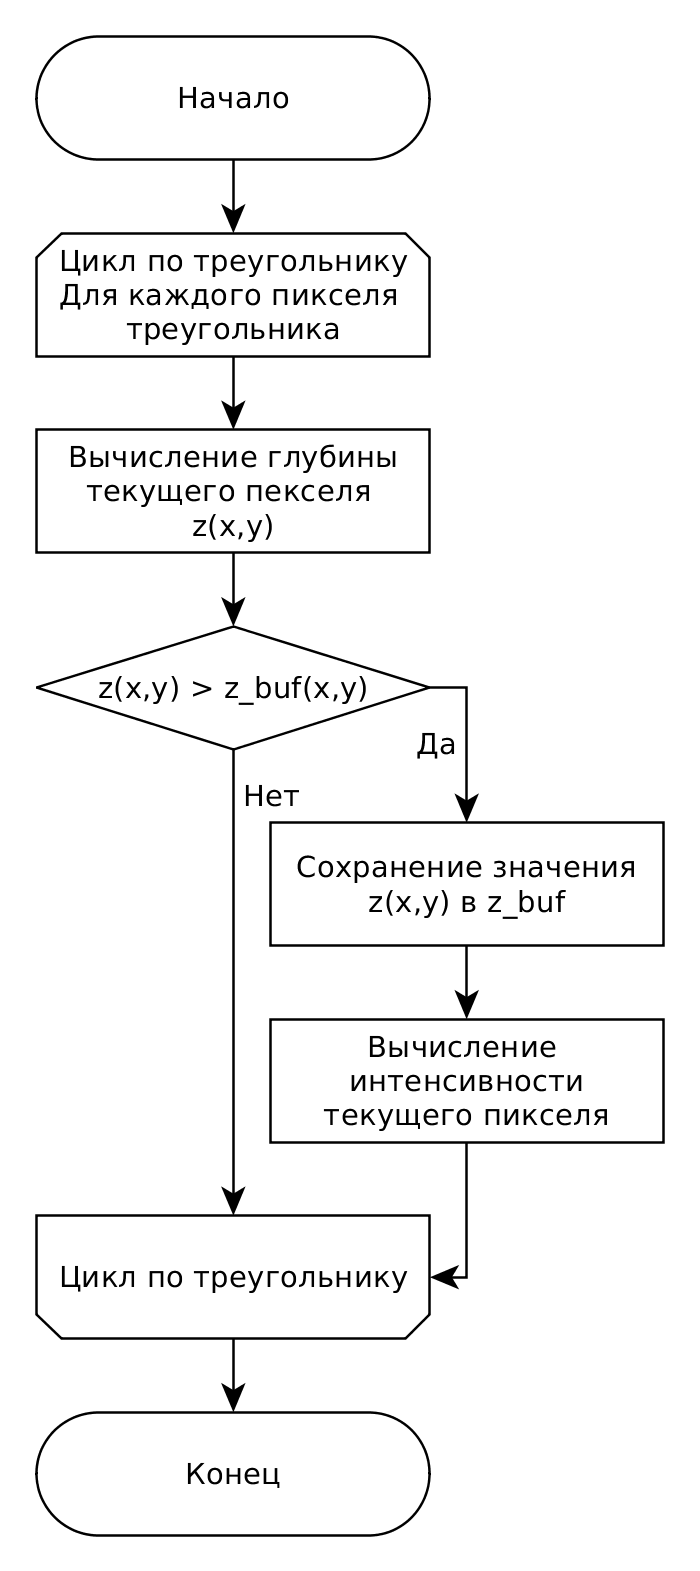 Начало
Цикл по треугольнику
Для каждого пикселя
треугольника
Вычисление глубины
текущего пекселя
z(x,y)
z(x,y) > z_buf(x,y)
Да
Нет
Сохранение значения
z(x,y) в z_buf
Вычисление
интенсивности
текущего пикселя
Цикл по треугольнику
Конец